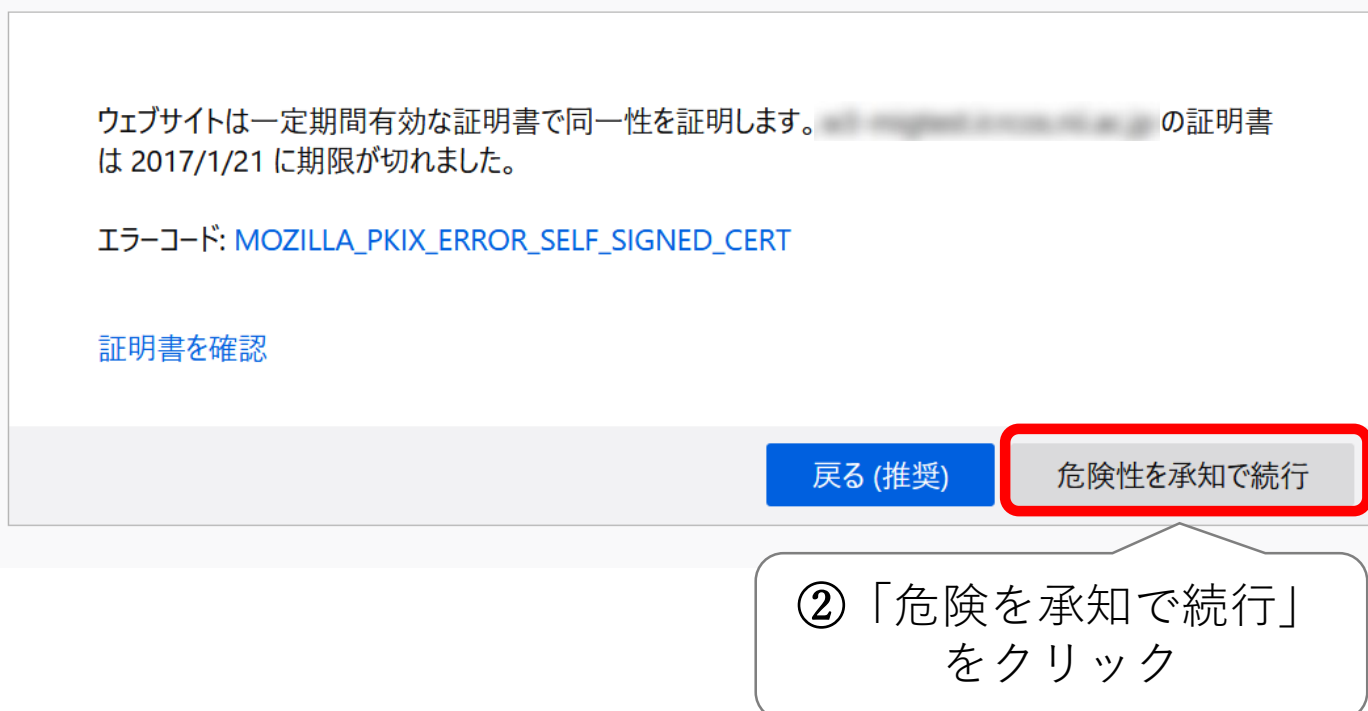 ウェブサイトは一定期間有効な証明書で同一性を証明します。 の証明書
は 2017/1/21 に期限が切れました。
エラーコード: MOZILLA_PKIX_ERROR_SELF_SIGNED_CERT
証明書を確認
戻る (推奨) 危険性を承知で続行
②「危険を承知で続行」
をクリック